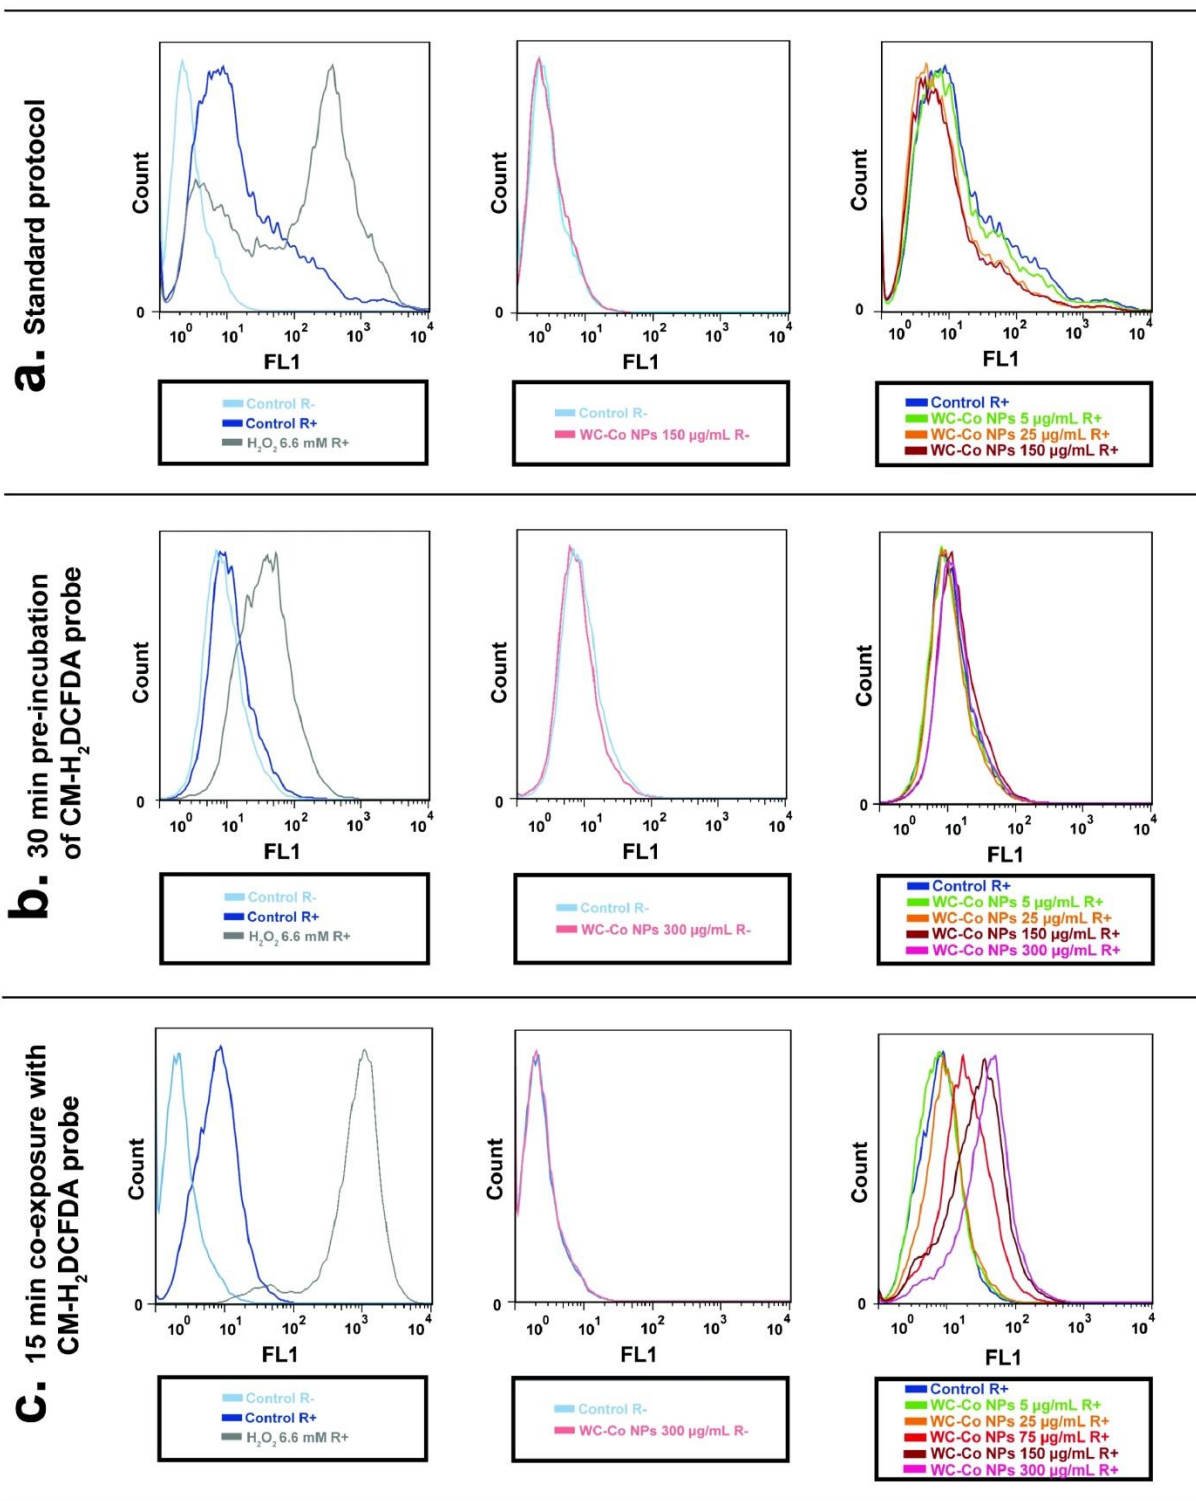 a. Standard protocol
Count
0
10⁰ 10¹ 10² 10³ 10⁴
FL1
Control R-
Control R+
H₂O₂ 6.6 mM R+
Count
0
10⁰ 10¹ 10² 10³ 10⁴
FL1
Control R-
WC-Co NPs 150 µg/mL R-
Count
0
10⁰ 10¹ 10² 10³ 10⁴
FL1
Control R+
WC-Co NPs 5 µg/mL R+
WC-Co NPs 25 µg/mL R+
WC-Co NPs 150 µg/mL R+
b. 30 min pre-incubation
of CM-H₂DCFDA probe
Count
0
10⁰ 10¹ 10² 10³ 10⁴
FL1
Control R-
Control R+
H₂O₂ 6.6 mM R+
Count
0
10⁰ 10¹ 10² 10³ 10⁴
FL1
Control R-
WC-Co NPs 300 µg/mL R-
Count
0
10⁰ 10¹ 10² 10³ 10⁴
FL1
Control R+
WC-Co NPs 5 µg/mL R+
WC-Co NPs 25 µg/mL R+
WC-Co NPs 150 µg/mL R+
WC-Co NPs 300 µg/mL R+
c. 15 min co-exposure with
CM-H₂DCFDA probe
Count
0
10⁰ 10¹ 10² 10³ 10⁴
FL1
Control R-
Control R+
H₂O₂ 6.6 mM R+
Count
0
10⁰ 10¹ 10² 10³ 10⁴
FL1
Control R-
WC-Co NPs 300 µg/mL R-
Count
0
10⁰ 10¹ 10² 10³ 10⁴
FL1
Control R+
WC-Co NPs 5 µg/mL R+
WC-Co NPs 25 µg/mL R+
WC-Co NPs 75 µg/mL R+
WC-Co NPs 150 µg/mL R+
WC-Co NPs 300 µg/mL R+